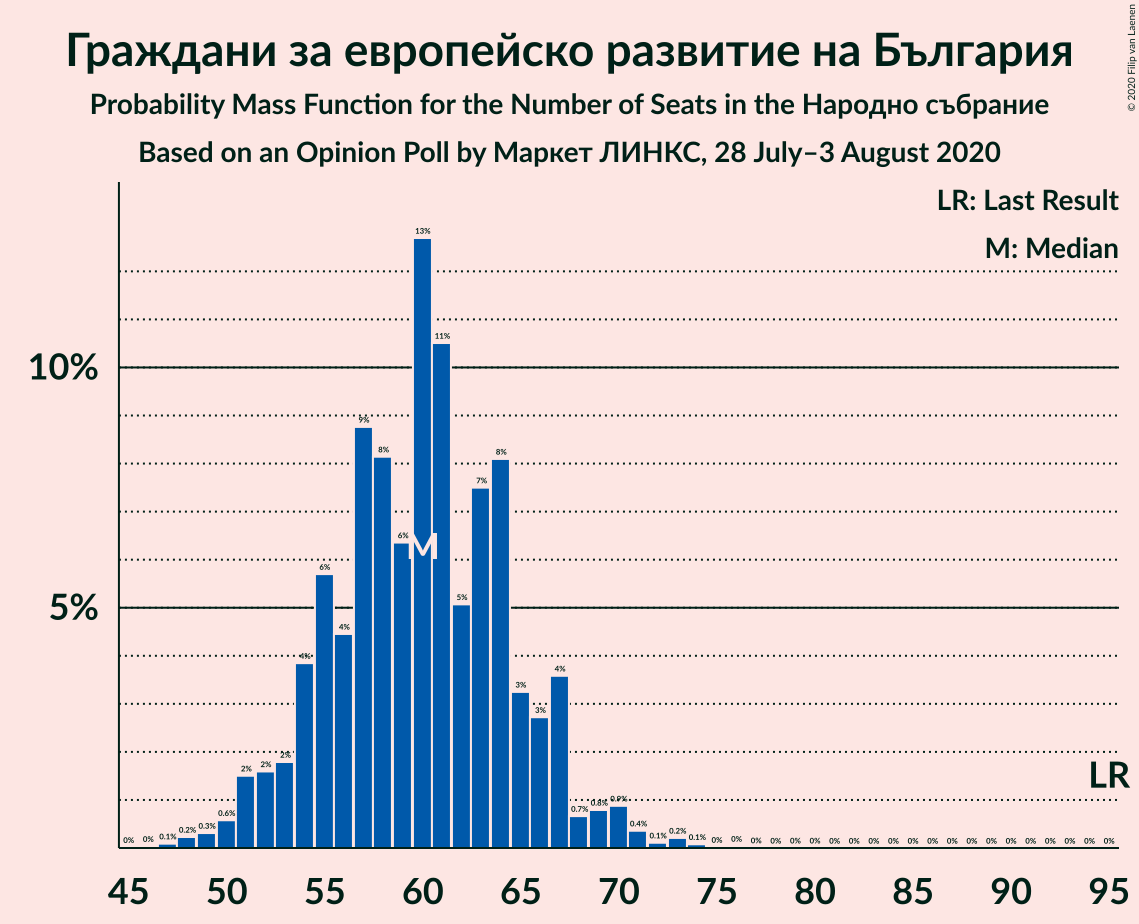 Граждани за европейско развитие на България
Probability Mass Function for the Number of Seats in the Народно събрание
Based on an Opinion Poll by Маркет ЛИНКС, 28 July–3 August 2020
© 2020 Filip van Laenen
LR: Last Result
M: Median
10%
5%
0% 0% 0.1% 0.2% 0.3% 0.6% 2% 2% 2% 4% 6% 4% 9% 8% 6% 13% 11% 5% 7% 8% 3% 3% 4% 0.7% 0.8% 0.9% 0.4% 0.1% 0.2% 0.1% 0% 0% 0% 0% 0% 0% 0% 0% 0% 0% 0% 0% 0% 0% 0% 0% 0% 0% 0% 0% 0%
M
LR
45 50 55 60 65 70 75 80 85 90 95